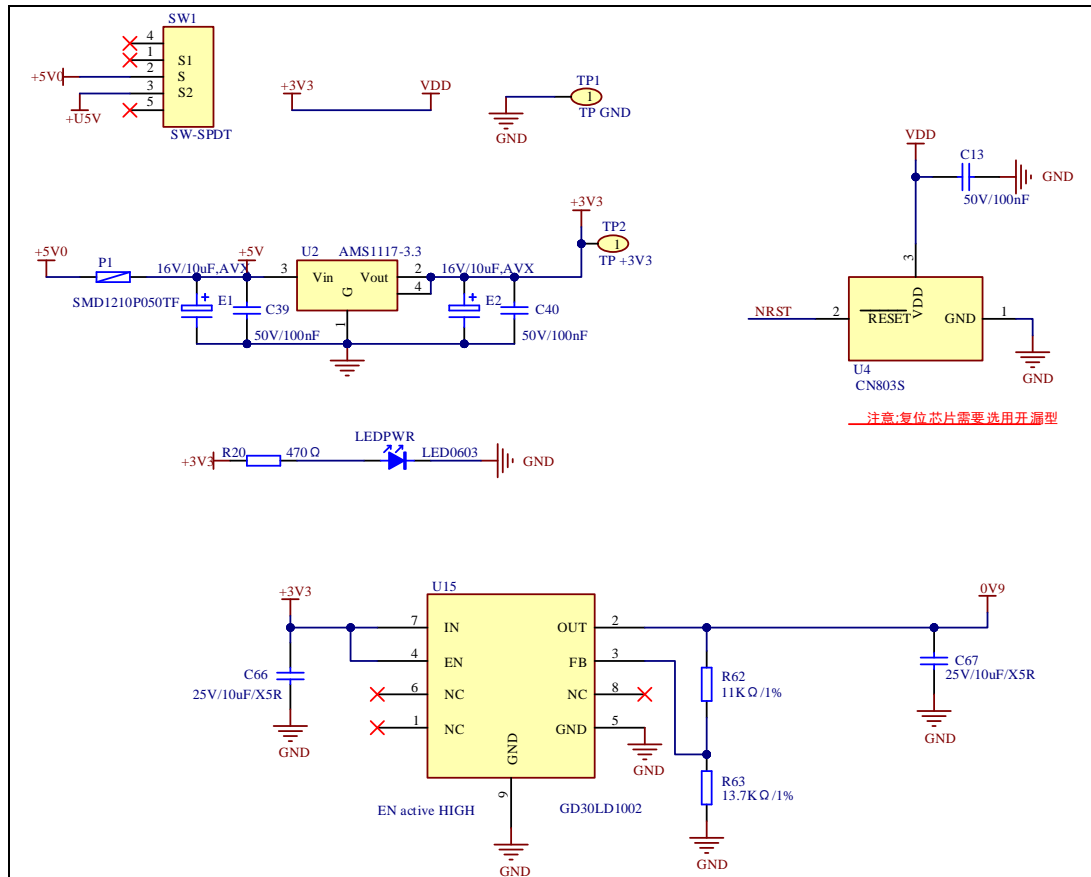 SW1
4
1 S1
2 S
3 S2
5
+5V0
+U5V
SW-SPDT
+3V3
VDD
TP1
1
TP GND
GND
VDD
C13
50V/100nF
GND
3
VDD
NRST
2
RESET
GND
1
GND
U4
CN803S
注意:复位芯片需要选用开漏型
+5V0
P1
SMD1210P050TF
16V/10uF,AVX
+5V
E1
C39
50V/100nF
U2
AMS1117-3.3
3
Vin
Vout
2
4
G
1
GND
16V/10uF,AVX
E2
C40
50V/100nF
+3V3
TP2
1
TP +3V3
+3V3
R20
470Ω
LEDPWR
LED0603
GND
U15
+3V3
C66
25V/10uF/X5R
GND
7 IN
4 EN
6 NC
1 NC
OUT 2
FB 3
NC 8
GND 5
GND
GND
9
GND
EN active HIGH
GD30LD1002
R62
11KΩ/1%
R63
13.7KΩ/1%
GND
0V9
C67
25V/10uF/X5R
GND